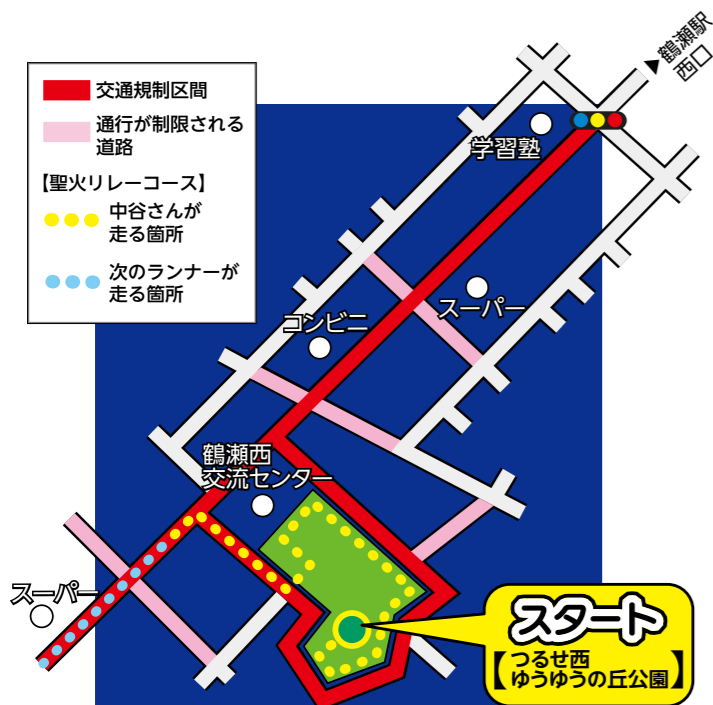 交通規制区間
通行が制限される
道路
【聖火リレーコース】
中谷さんが
走る箇所
次のランナーが
走る箇所
▲鶴瀬駅
西口
学習塾
スーパー
コンビニ
鶴瀬西
交流センター
スーパー
スタート
【つるせ西
ゆうゆうの丘公園】